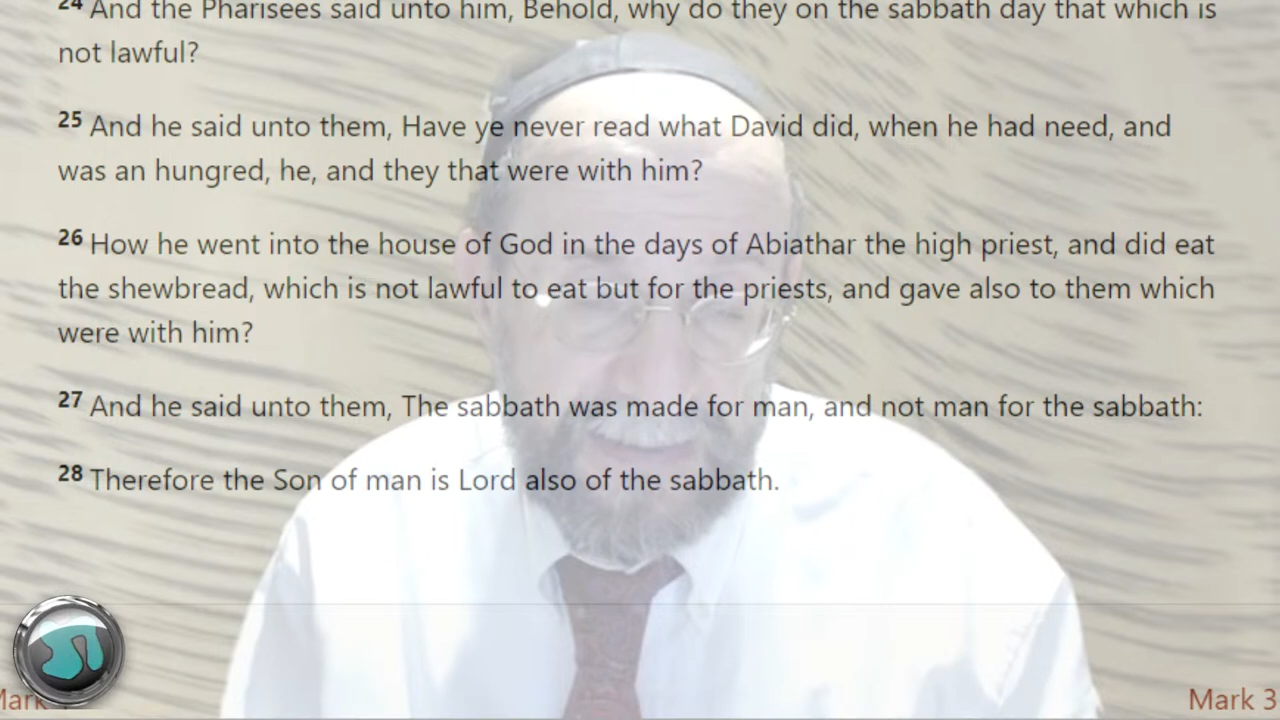 24 And the Pharisees said unto him, Behold, why do they on the sabbath day that which is
not lawful?
25 And he said unto them, Have ye never read what David did, when he had need, and
was an hungred, he, and they that were with him?
26 How he went into the house of God in the days of Abiathar the high priest, and did eat
the shewbread, which is not lawful to eat but for the priests, and gave also to them which
were with him?
27 And he said unto them, The sabbath was made for man, and not man for the sabbath:
28 Therefore the Son of man is Lord also of the sabbath.
Mark 3